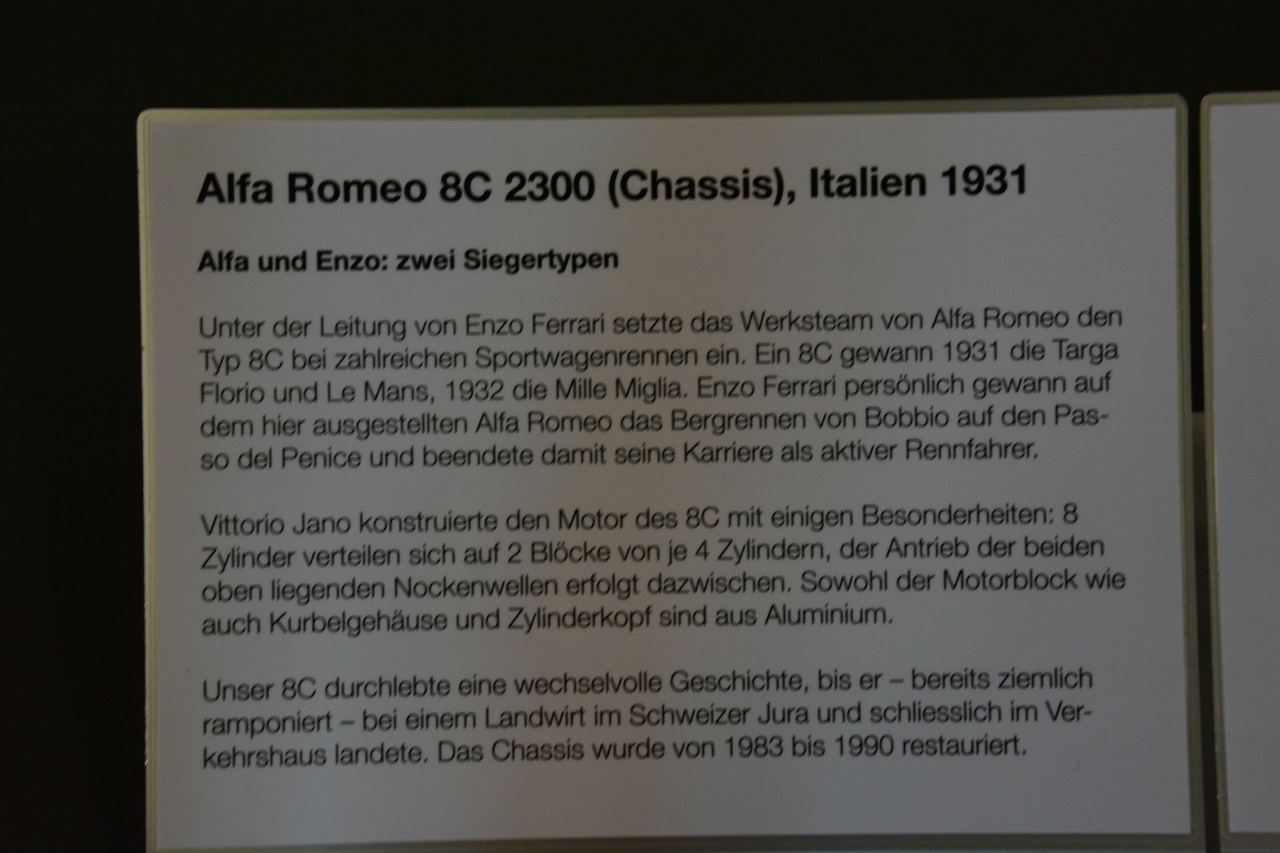 Alfa Romeo 8C 2300 (Chassis), Italien 1931
Alfa und Enzo: zwei Siegertypen
Unter der Leitung von Enzo Ferrari setzte das Werksteam von Alfa Romeo den
Typ 8C bei zahlreichen Sportwagenrennen ein. Ein 8C gewann 1931 die Targa
Florio und Le Mans, 1932 die Mille Miglia. Enzo Ferrari persönlich gewann auf
dem hier ausgestellten Alfa Romeo das Bergrennen von Bobbio auf den Pas-
so del Penice und beendete damit seine Karriere als aktiver Rennfahrer.
Vittorio Jano konstruierte den Motor des 8C mit einigen Besonderheiten: 8
Zylinder verteilen sich auf 2 Blöcke von je 4 Zylindern, der Antrieb der beiden
oben liegenden Nockenwellen erfolgt dazwischen. Sowohl der Motorblock wie
auch Kurbelgehäuse und Zylinderkopf sind aus Aluminium.
Unser 8C durchlebte eine wechselvolle Geschichte, bis er – bereits ziemlich
ramponiert – bei einem Landwirt im Schweizer Jura und schliesslich im Ver-
kehrshaus landete. Das Chassis wurde von 1983 bis 1990 restauriert.